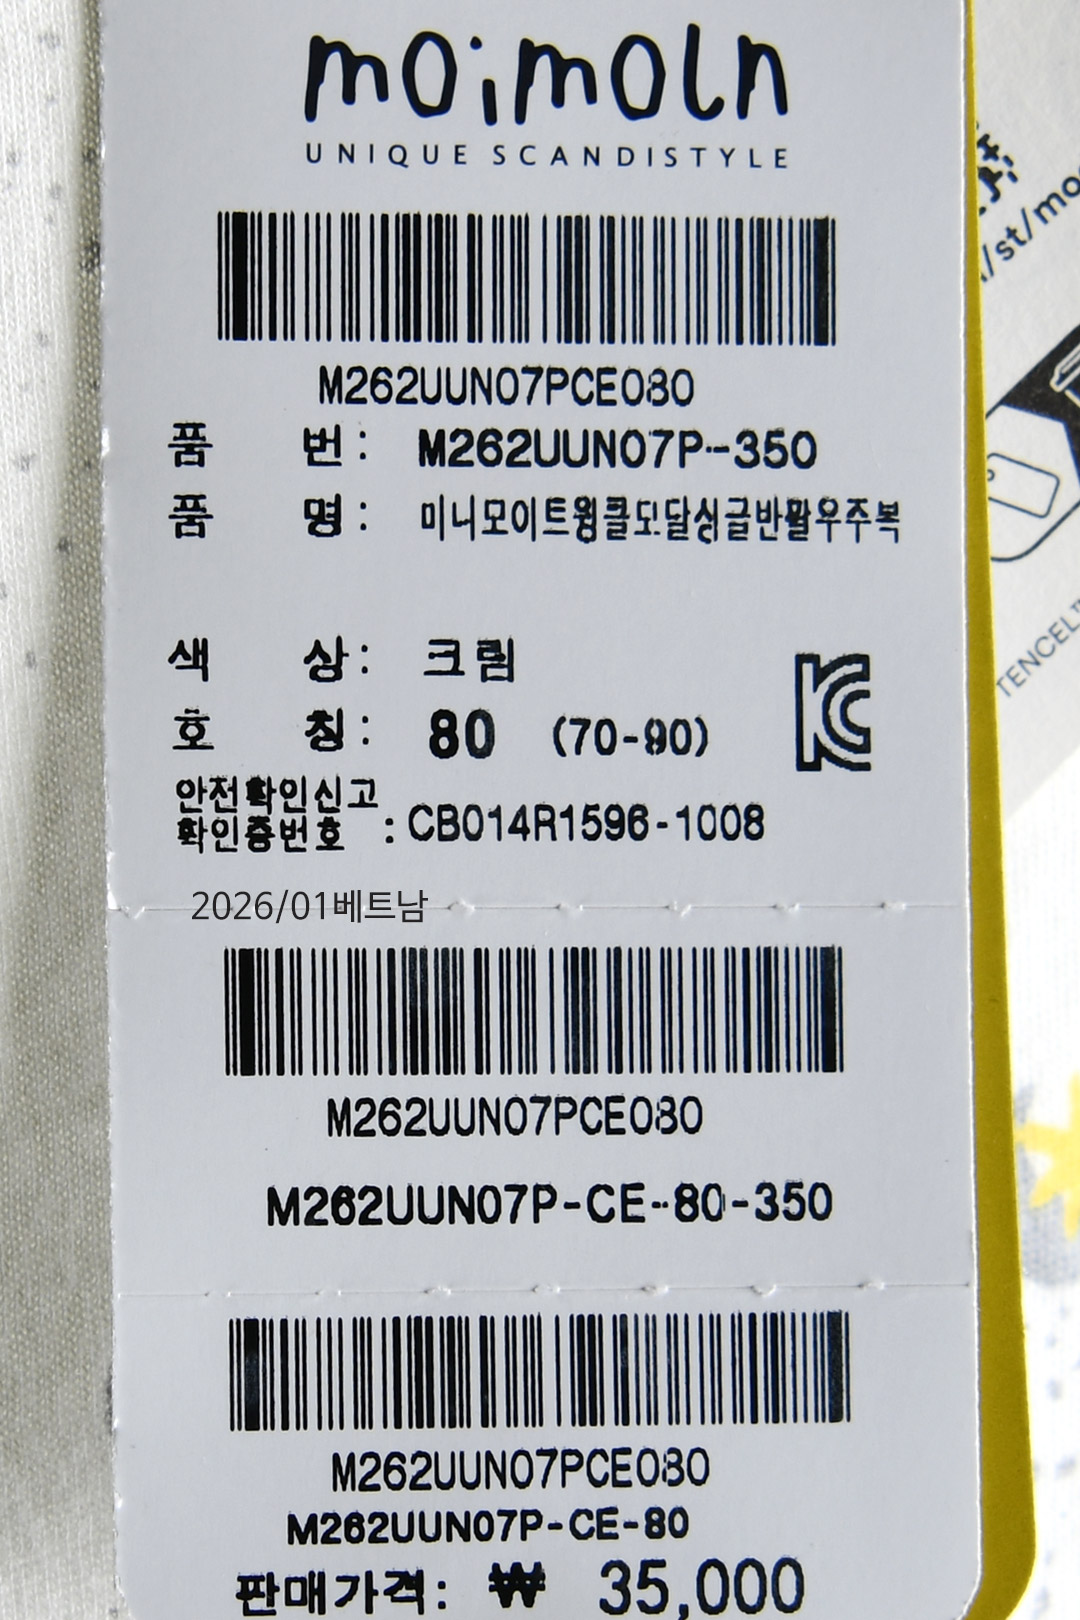 moimoln
UNIQUE SCANDISTYLE
M262UUN07PCE080
품 번 : M262UUN07P-350
품 명 : 미니모이트윙클도달싱글반팔우주복
색 상 : 크림
호 칭 : 80 (70-90)
안전확인신고
확인증번호 : CB014R1596-1008
2026/01베트남
M262UUN07PCE080
M262UUN07P-CE-80-350
M262UUN07PCE080
M262UUN07P-CE-80
판매가격: ₩ 35,000
/st/mo
TENCEL™